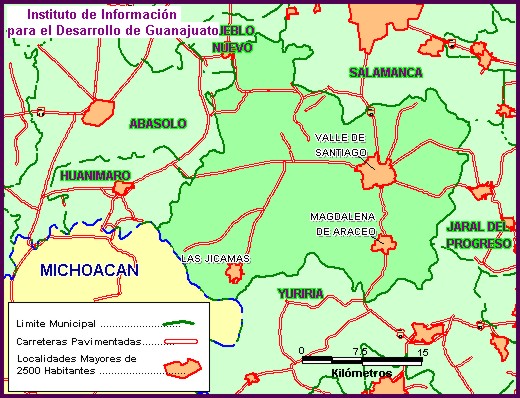 Instituto de Información
para el Desarrollo de Guanajuato
PUEBLO
NUEVO
SALAMANCA
ABASOLO
VALLE DE
SANTIAGO
HUANIMARO
MAGDALENA
DE ARACEO
JARAL DEL
PROGRESO
LAS JICAMAS
MICHOACAN
YURIRIA
Limite Municipal
Carreteras Pavimentadas
Localidades Mayores de
2500 Habitantes
0 7.5 15
Kilómetros